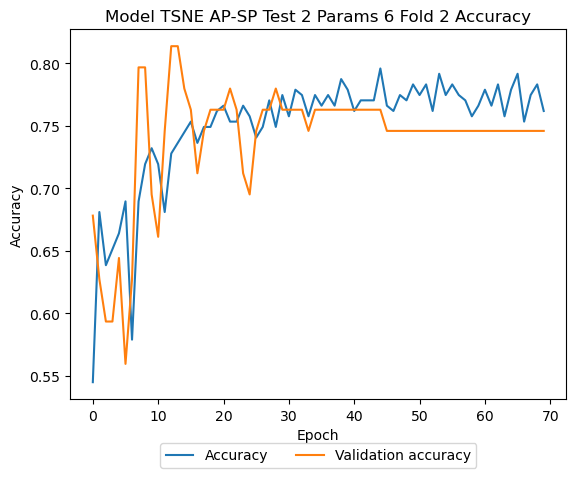 Model TSNE AP-SP Test 2 Params 6 Fold 2 Accuracy
0.80
0.75
0.70
0.65
0.60
0.55
Accuracy
0 10 20 30 40 50 60 70
Epoch
Accuracy Validation accuracy